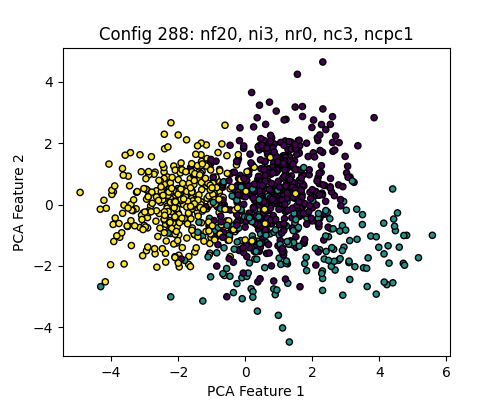 Config 288: nf20, ni3, nr0, nc3, ncpc1
PCA Feature 2
4
2
0
−2
−4
−4 −2 0 2 4 6
PCA Feature 1